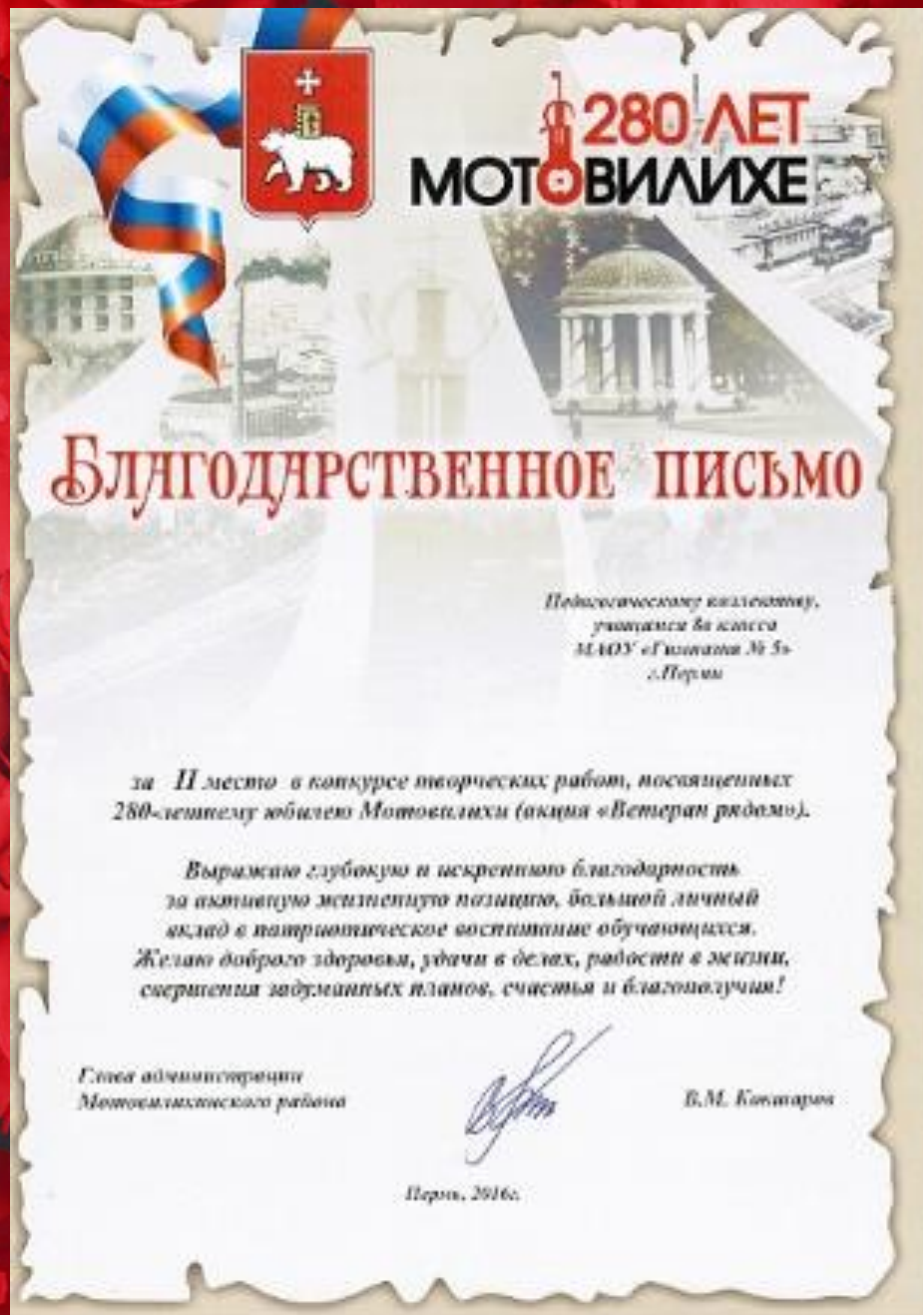 280 ЛЕТ
МОТОВИЛИХЕ
БЛАГОДАРСТВЕННОЕ ПИСЬМО
Педагогическому коллективу,
учащимся 8в класса
МАОУ «Гимназия № 5»
г.Перми
за II место в конкурсе творческих работ, посвященных
280-летнему юбилею Мотовилихи (акция «Ветеран рядом»).
Выражаю глубокую и искреннюю благодарность
за активную жизненную позицию, большой личный
вклад в патриотическое воспитание обучающихся.
Желаю доброго здоровья, удачи в делах, радости в жизни,
свершения задуманных планов, счастья и благополучия!
Глава администрации
Мотовилихинского района
В.М. Кокшаров
Пермь, 2016г.